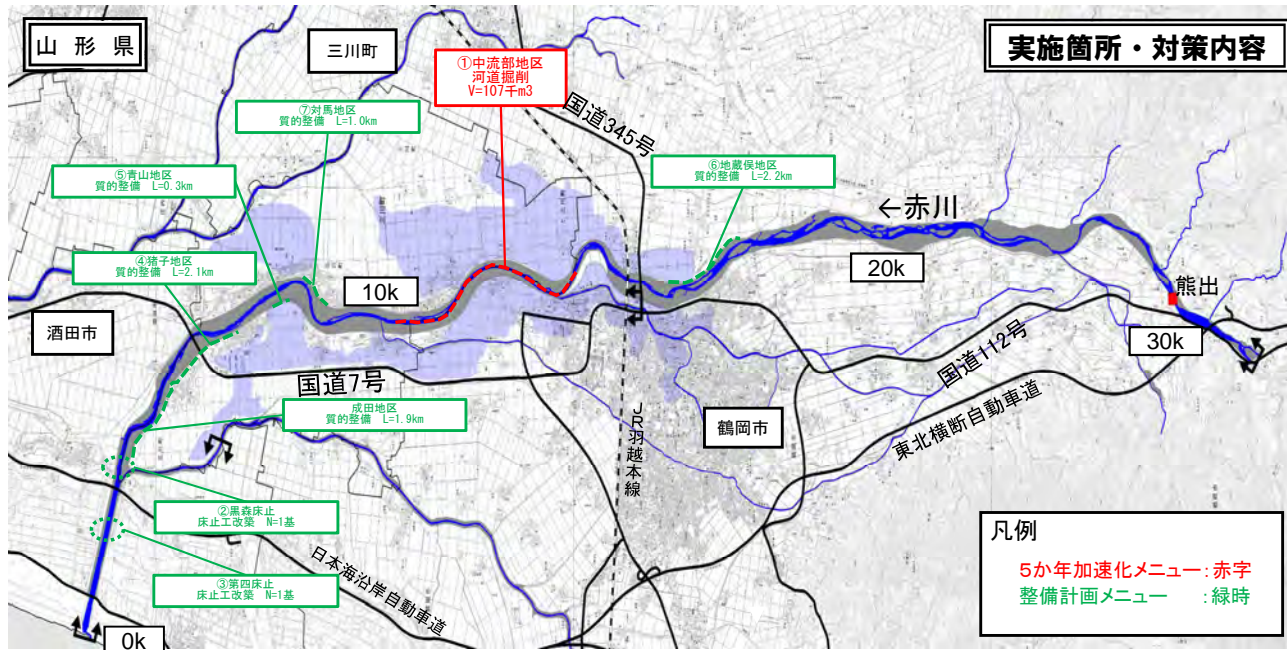 山形県
三川町
①中流部地区
河道掘削
V=107千m3
実施箇所・対策内容
国道345号
⑦対馬地区
質的整備 L=1.0km
⑤青山地区
質的整備 L=0.3km
⑥地蔵俣地区
質的整備 L=2.2km
④猪子地区
質的整備 L=2.1km
←赤川
20k
10k
熊出
30k
酒田市
国道7号
国道112号
成田地区
質的整備 L=1.9km
JR羽越本線
鶴岡市
東北横断自動車道
②黒森床止
床止工改築 N=1基
③第四床止
床止工改築 N=1基
日本海沿岸自動車道
0k
凡例
5か年加速化メニュー:赤字
整備計画メニュー :緑時